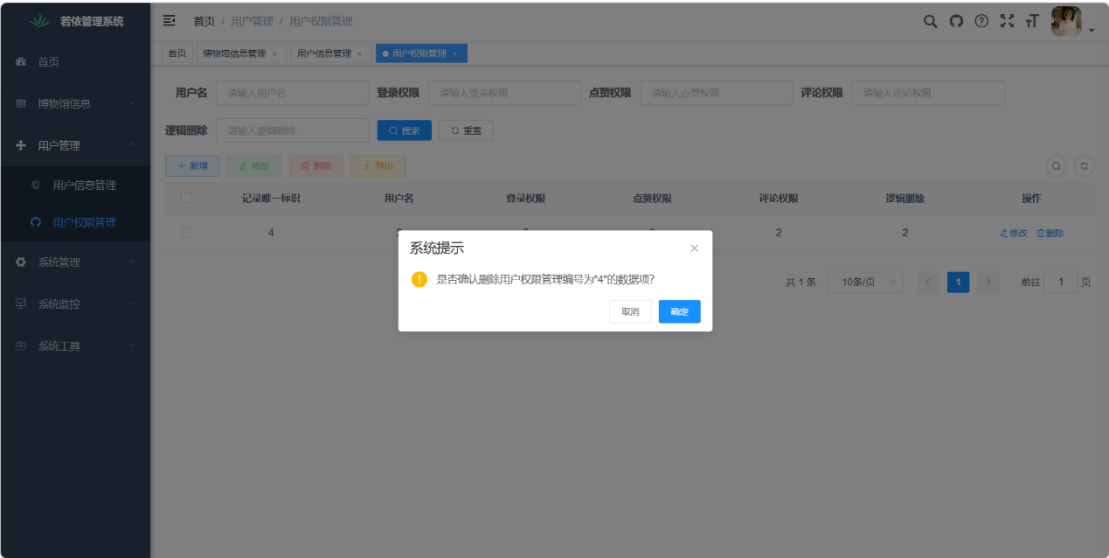 若依管理系统
首页 / 用户管理 / 用户权限管理
首页 博物馆信息管理 × 用户信息管理 × 用户权限管理 ×
首页
博物馆信息
用户管理
用户信息管理
用户权限管理
系统管理
系统监控
系统工具
用户名 请输入用户名 登录权限 请输入登录权限 点赞权限 请输入点赞权限 评论权限 请输入评论权限
逻辑删除 请输入逻辑删除 搜索 重置
新增 修改 删除 导出
记录唯一标识 用户名 登录权限 点赞权限 评论权限 逻辑删除 操作
4 2 2 修改 删除
系统提示
是否确认删除用户权限管理编号为"4"的数据项?
取消 确定
共 1 条 10条/页 1 前往 1 页